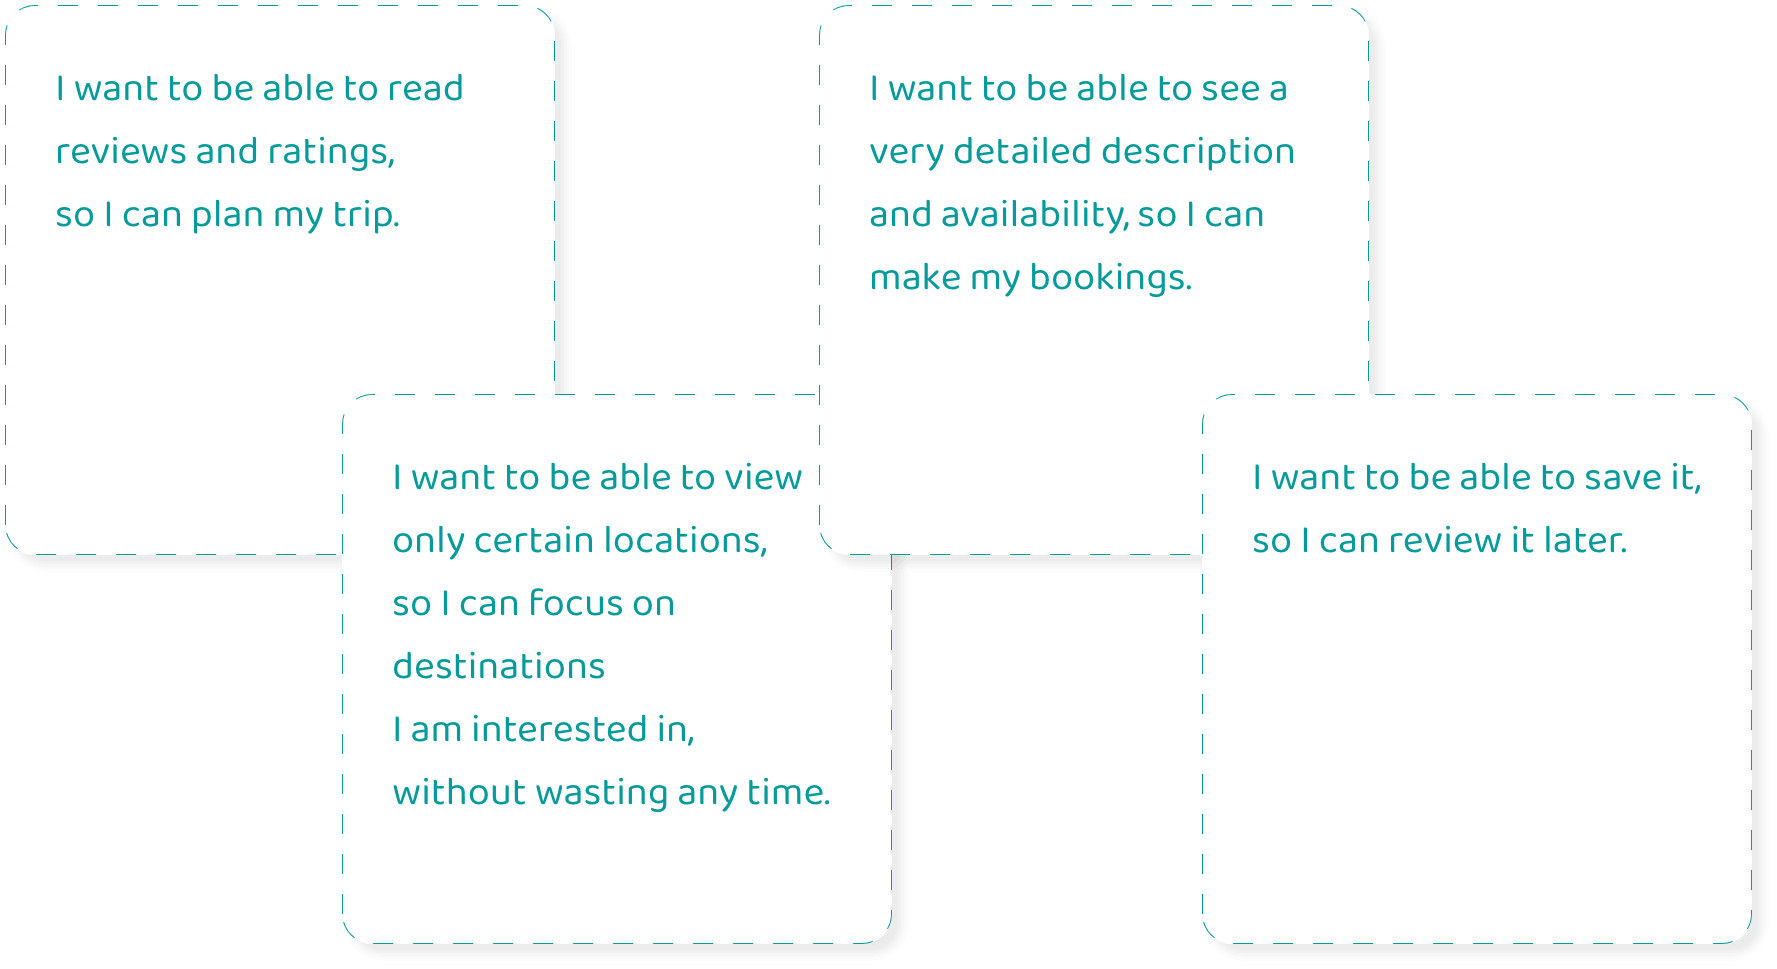 I want to be able to read
reviews and ratings,
so I can plan my trip.
I want to be able to view
only certain locations,
so I can focus on
destinations
I am interested in,
without wasting any time.
I want to be able to see a
very detailed description
and availability, so I can
make my bookings.
I want to be able to save it,
so I can review it later.